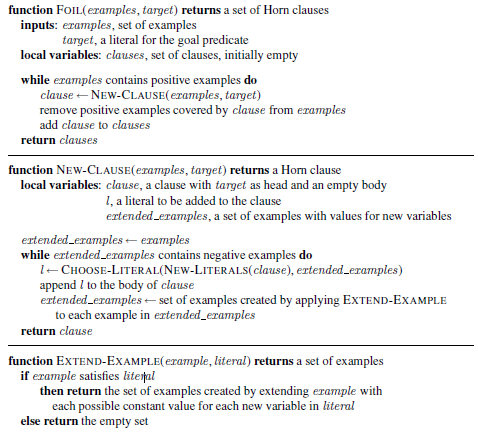 function FOIL(examples, target) returns a set of Horn clauses
inputs: examples, set of examples
target, a literal for the goal predicate
local variables: clauses, set of clauses, initially empty
while examples contains positive examples do
clause ← NEW-CLAUSE(examples, target)
remove positive examples covered by clause from examples
add clause to clauses
return clauses
function NEW-CLAUSE(examples, target) returns a Horn clause
local variables: clause, a clause with target as head and an empty body
l, a literal to be added to the clause
extended_examples, a set of examples with values for new variables
extended_examples ← examples
while extended_examples contains negative examples do
l ← CHOOSE-LITERAL(NEW-LITERALS(clause), extended_examples)
append l to the body of clause
extended_examples ← set of examples created by applying EXTEND-EXAMPLE
to each example in extended_examples
return clause
function EXTEND-EXAMPLE(example, literal) returns a set of examples
if example satisfies literal
then return the set of examples created by extending example with
each possible constant value for each new variable in literal
else return the empty set